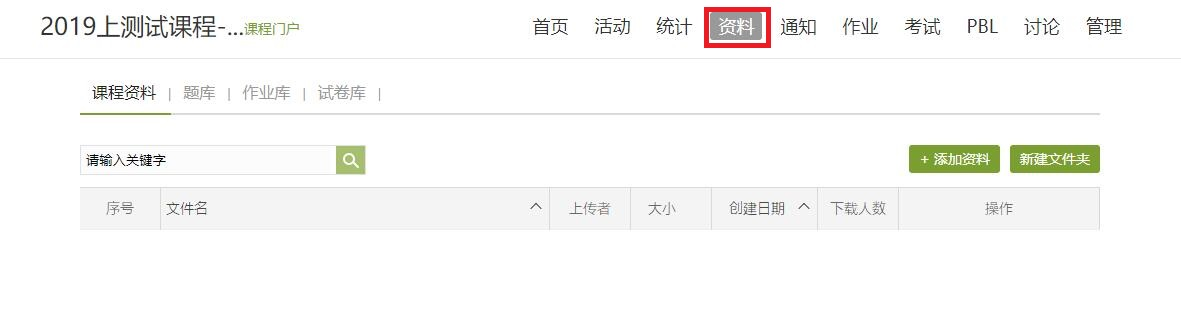 2019上测试课程-...课程门户 首页 活动 统计 资料 通知 作业 考试 PBL 讨论 管理
课程资料 | 题库 | 作业库 | 试卷库 |
请输入关键字 + 添加资料 新建文件夹
序号 文件名 上传者 大小 创建日期 下载人数 操作